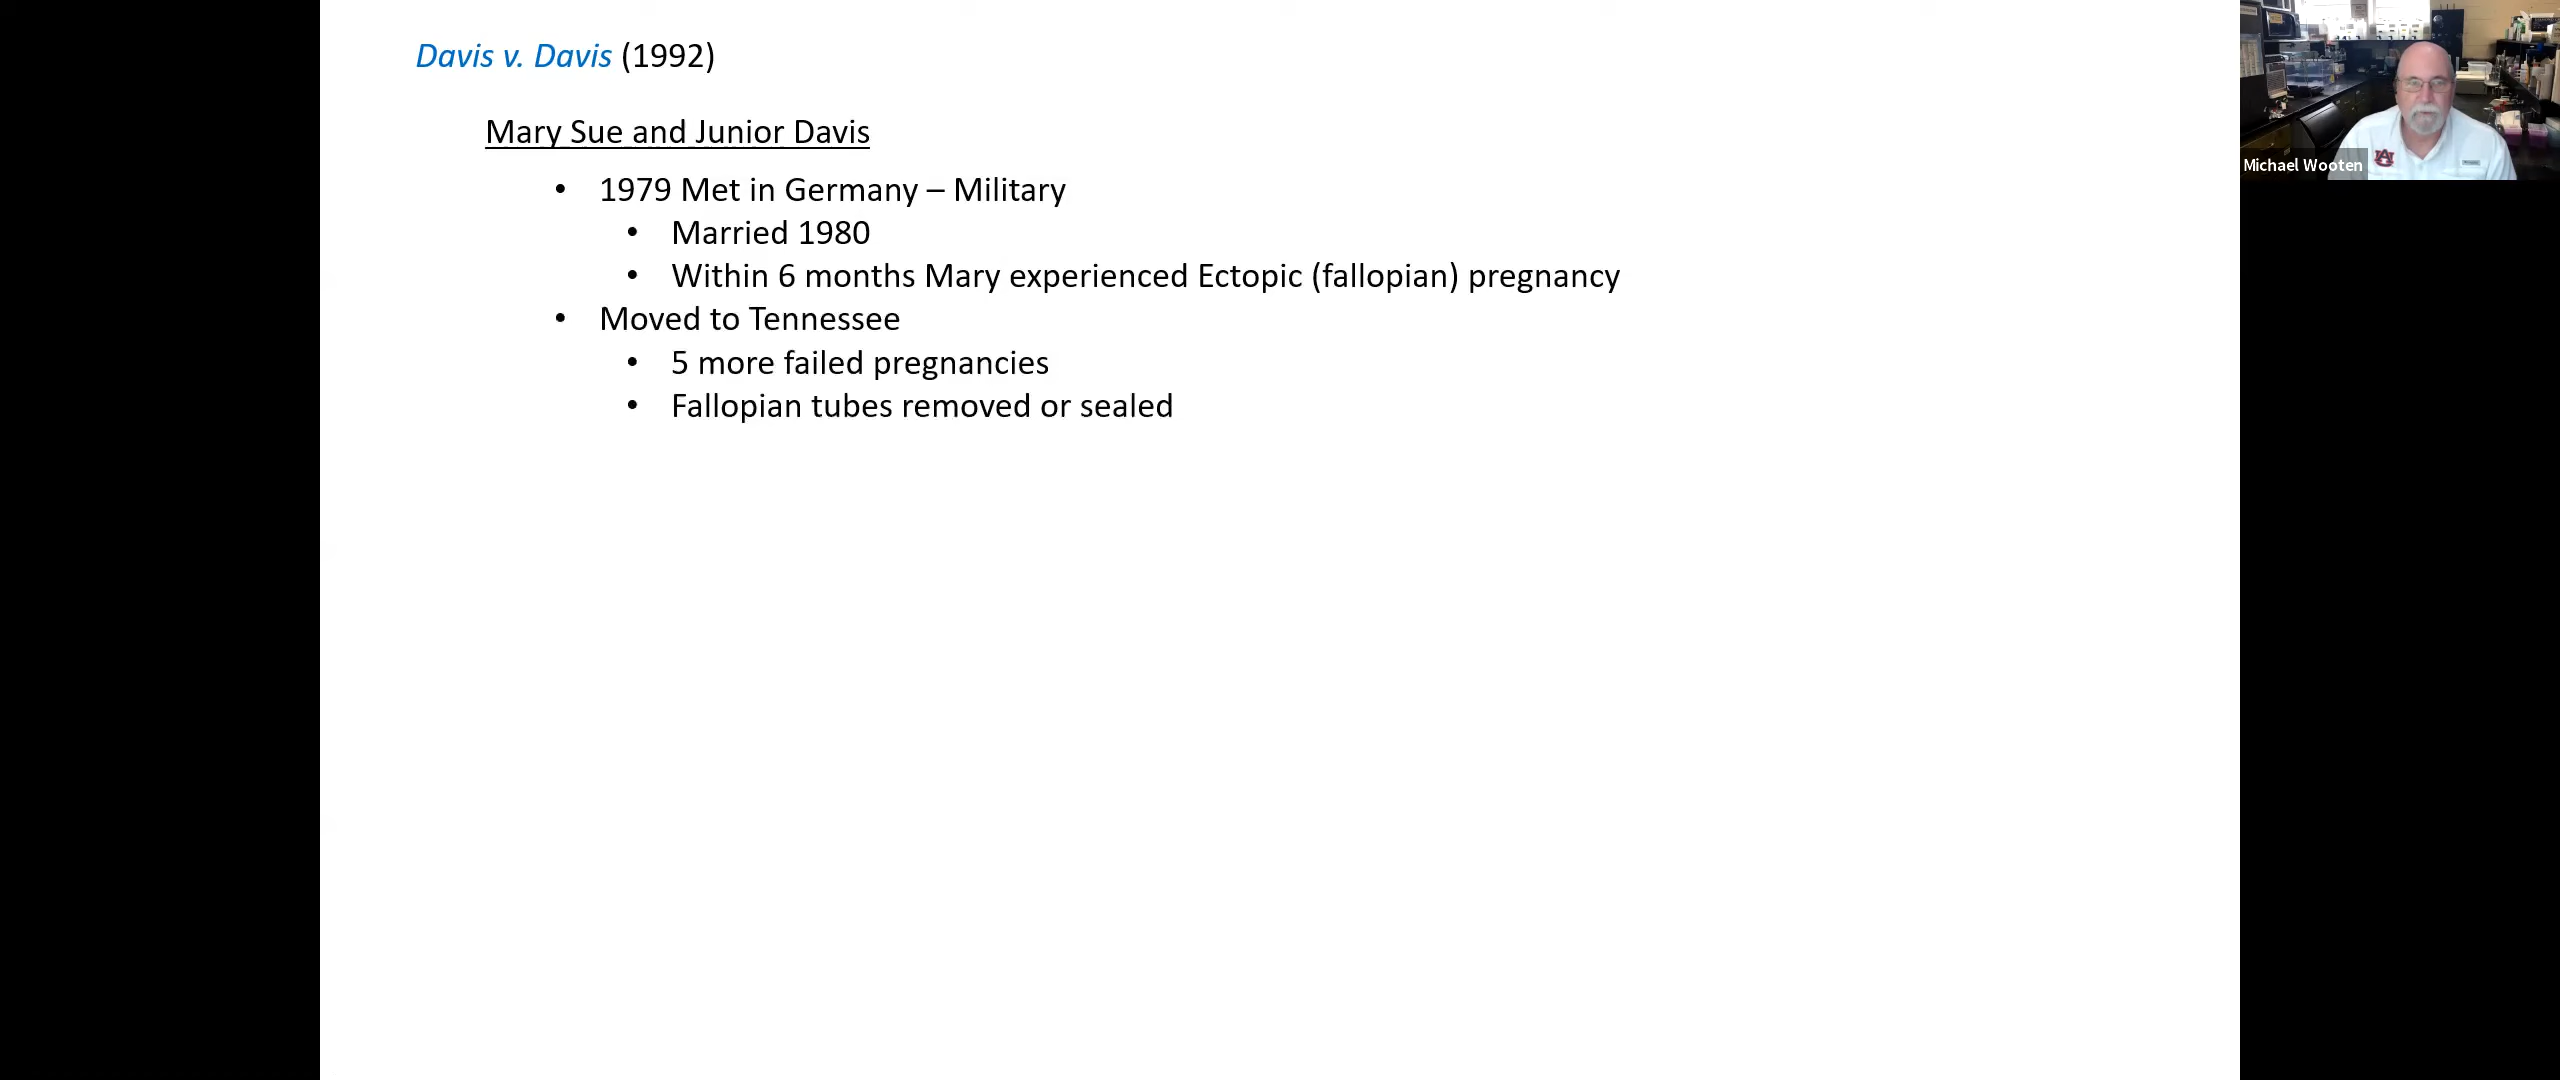 Davis v. Davis (1992)
Mary Sue and Junior Davis
• 1979 Met in Germany – Military
• Married 1980
• Within 6 months Mary experienced Ectopic (fallopian) pregnancy
• Moved to Tennessee
• 5 more failed pregnancies
• Fallopian tubes removed or sealed
Michael Wooten
AU